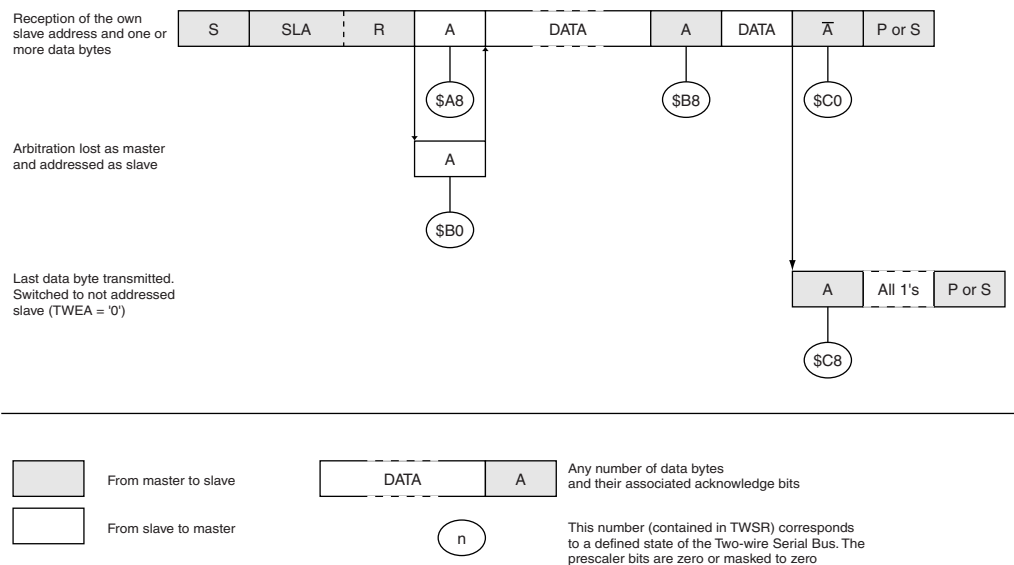 Reception of the own
slave address and one or
more data bytes
S SLA R A DATA A DATA A̅ P or S
$A8 $B8 $C0
Arbitration lost as master
and addressed as slave
A
$B0
Last data byte transmitted.
Switched to not addressed
slave (TWEA = '0')
A All 1's P or S
$C8
From master to slave
DATA A
Any number of data bytes
and their associated acknowledge bits
From slave to master
n
This number (contained in TWSR) corresponds
to a defined state of the Two-wire Serial Bus. The
prescaler bits are zero or masked to zero